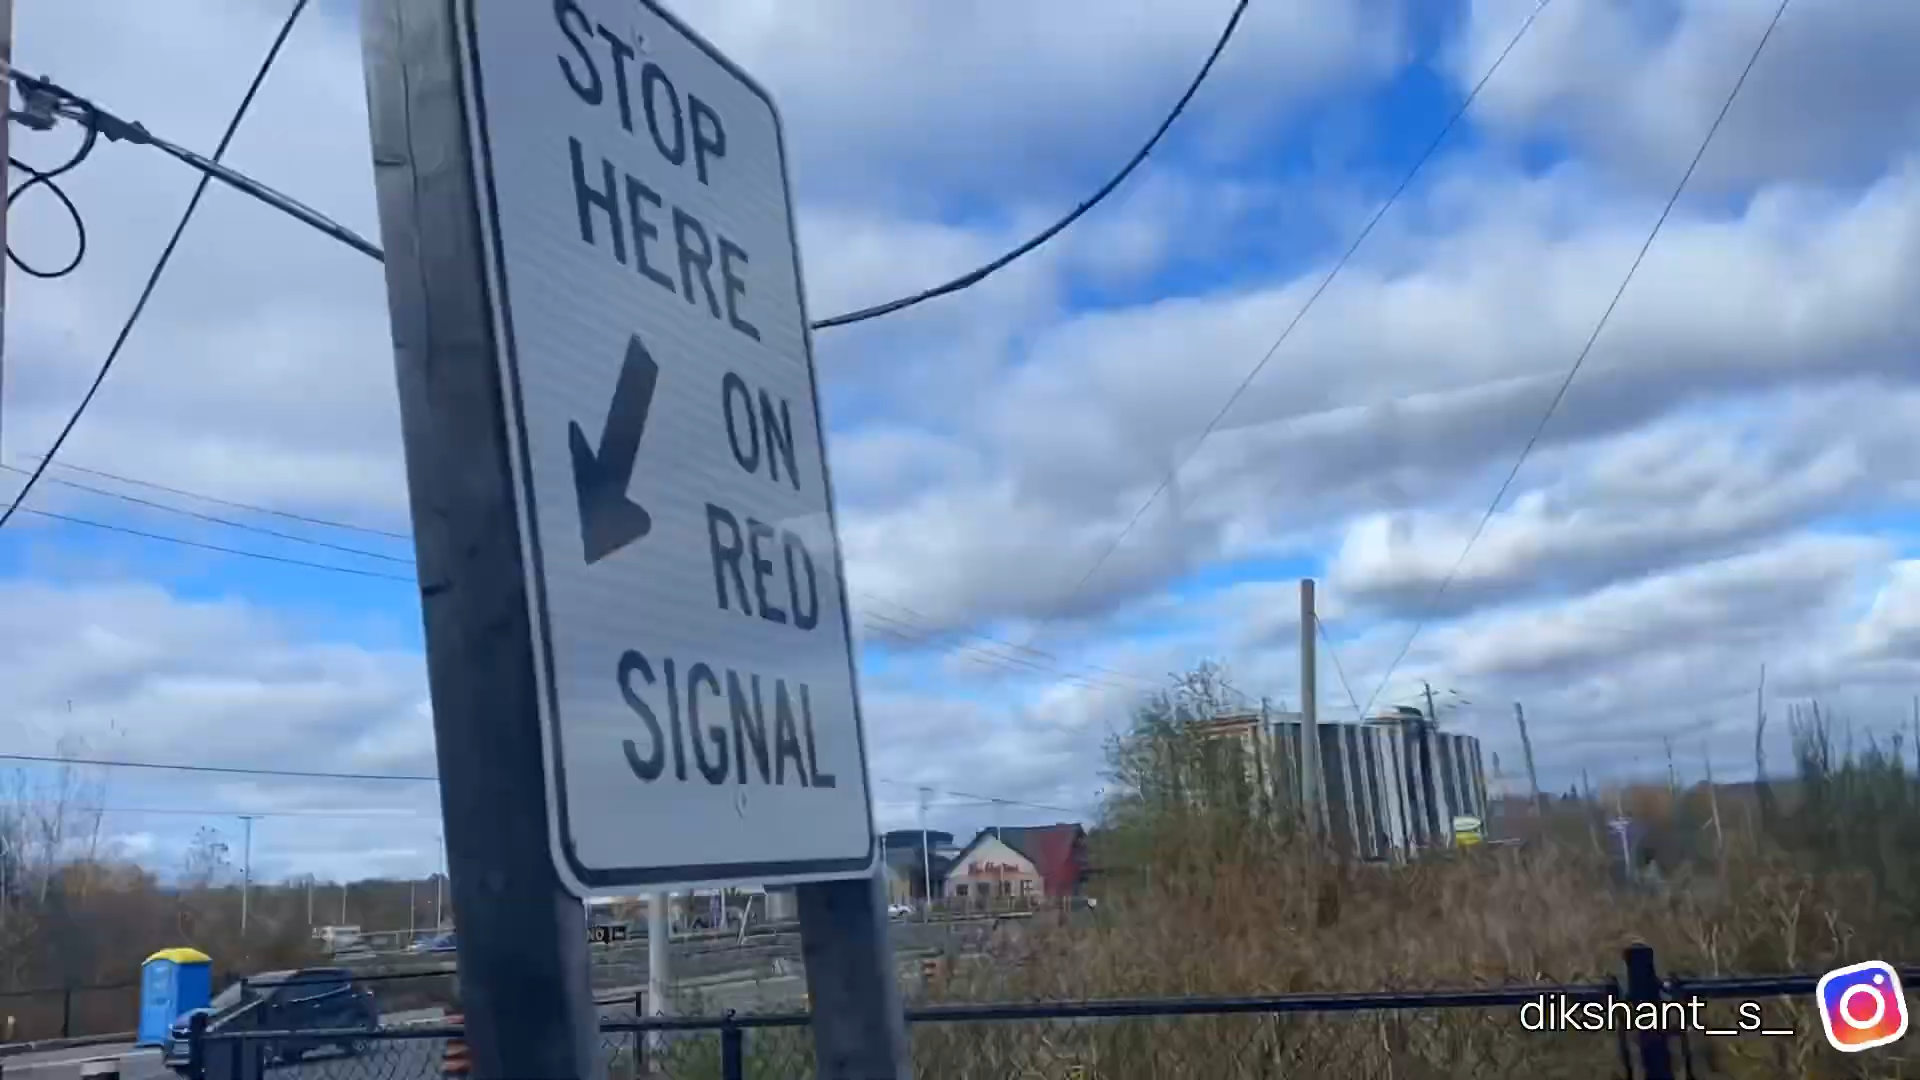 STOP
HERE
ON
RED
SIGNAL
dikshant_s_